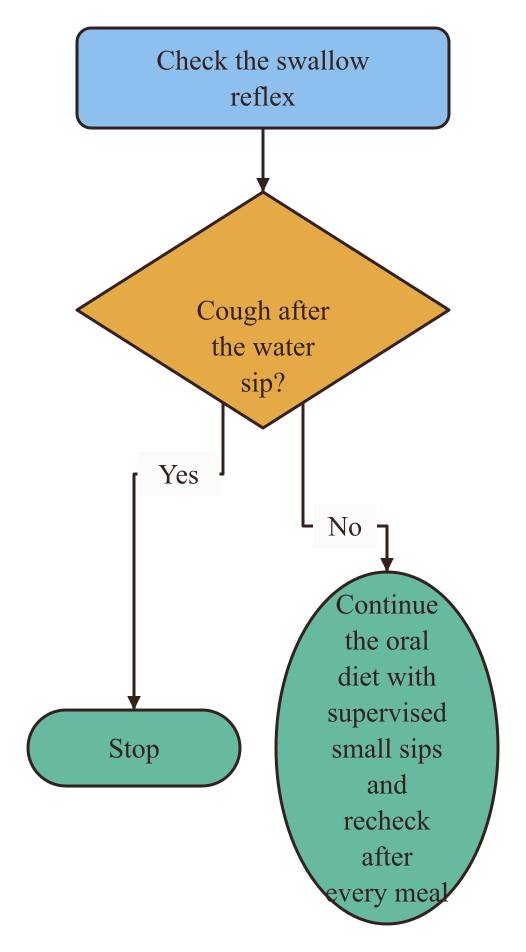 Check the swallow
reflex
Cough after
the water
sip?
Yes
No
Continue
the oral
diet with
supervised
small sips
and
recheck
after
every meal
Stop